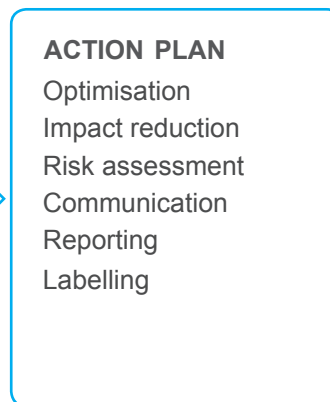 ACTION PLAN
Optimisation
Impact reduction
Risk assessment
Communication
Reporting
Labelling